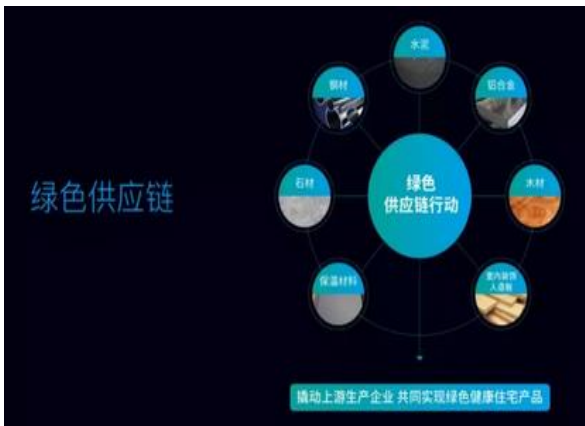 绿色供应链
水泥
钢材
铝合金
石材
绿色
供应链行动
木材
保温材料
室内装饰
人造板
撬动上游生产企业 共同实现绿色健康住宅产品